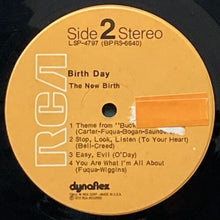 Side 2 Stereo
LSP-4797 (BPRS-6640)
Birth Day
The New Birth
RCA
1 Theme from "Buck
(Carter-Fuqua-Bogan-Saunde
2 Stop, Look, Listen (To Your Heart)
(Bell-Creed)
3 Easy, Evil (O'Day)
4 You Are What I'm All About
(Fuqua-Wiggins)
dynaflex